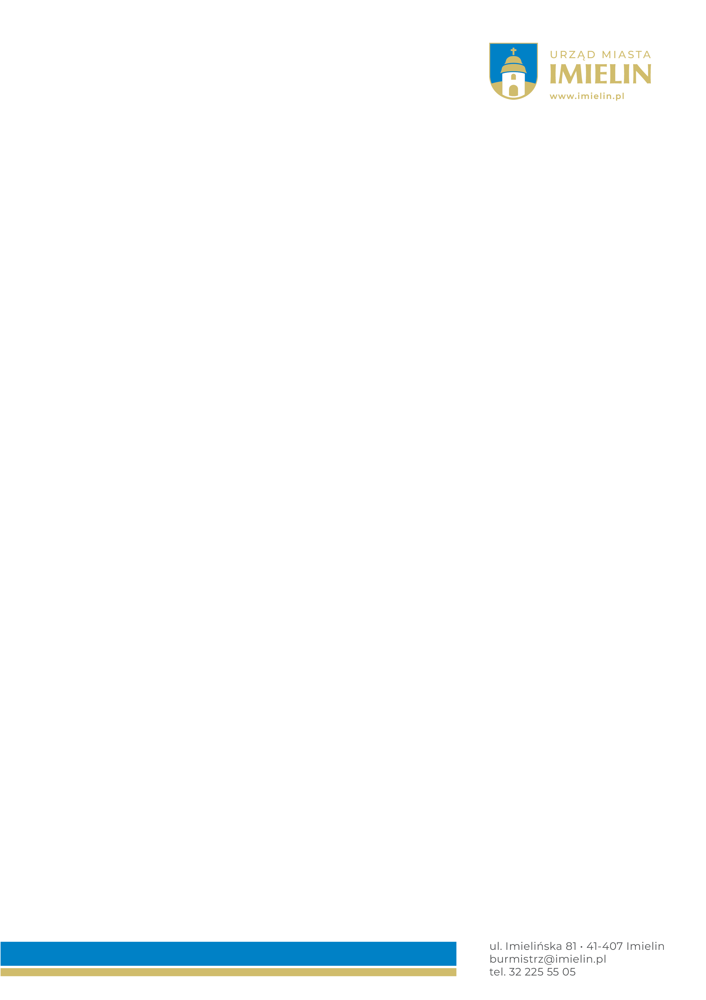 URZĄD MIASTA
IMIELIN
www.imielin.pl
ul. Imielińska 81 • 41-407 Imielin
burmistrz@imielin.pl
tel. 32 225 55 05